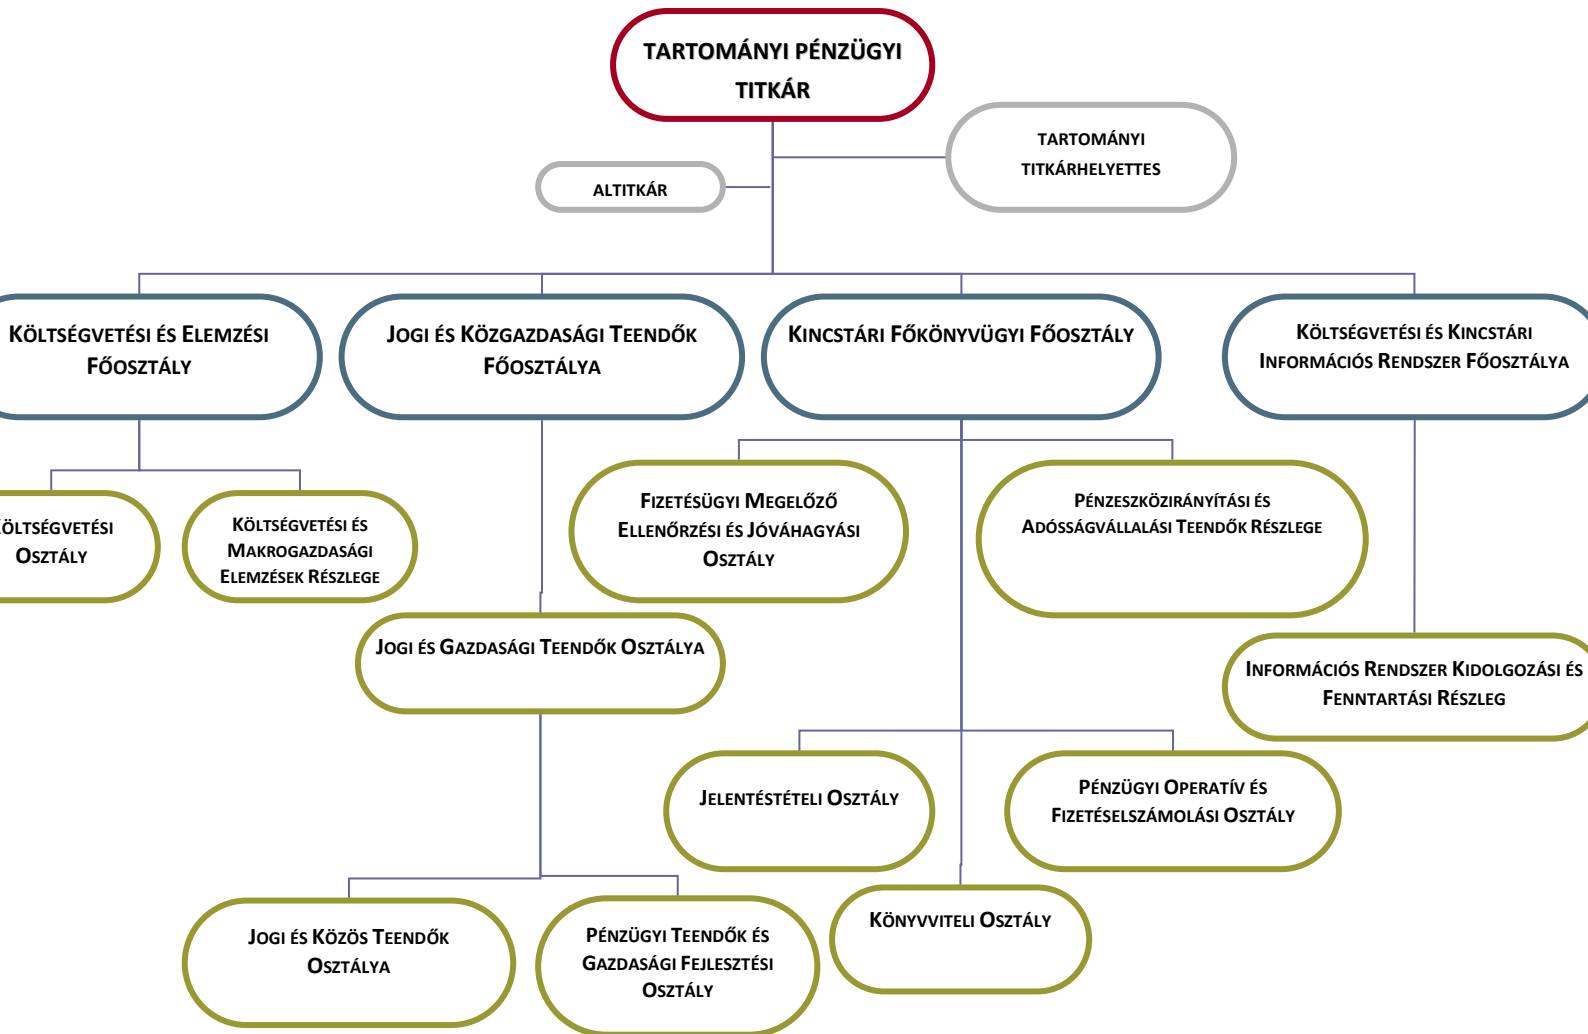 TARTOMÁNYI PÉNZÜGYI
TITKÁR
TARTOMÁNYI
TITKÁRHELYETTES
ALTITKÁR
KÖLTSÉGVETÉSI ÉS ELEMZÉSI
FŐOSZTÁLY
JOGI ÉS KÖZGAZDASÁGI TEENDŐK
FŐOSZTÁLYA
KINCSTÁRI FŐKÖNYVÜGYI FŐOSZTÁLY
KÖLTSÉGVETÉSI ÉS KINCSTÁRI
INFORMÁCIÓS RENDSZER FŐOSZTÁLYA
ÖLTSÉGVETÉSI
OSZTÁLY
KÖLTSÉGVETÉSI ÉS
MAKROGAZDASÁGI
ELEMZÉSEK RÉSZLEGE
FIZETÉSÜGYI MEGELŐZŐ
ELLENŐRZÉSI ÉS JÓVÁHAGYÁSI
OSZTÁLY
PÉNZESZKÖZIRÁNYÍTÁSI ÉS
ADÓSSÁGVÁLLALÁSI TEENDŐK RÉSZLEGE
JOGI ÉS GAZDASÁGI TEENDŐK OSZTÁLYA
INFORMÁCIÓS RENDSZER KIDOLGOZÁSI ÉS
FENNTARTÁSI RÉSZLEG
JELENTÉSTÉTELI OSZTÁLY
PÉNZÜGYI OPERATÍV ÉS
FIZETÉSELSZÁMOLÁSI OSZTÁLY
KÖNYVVITELI OSZTÁLY
JOGI ÉS KÖZÖS TEENDŐK
OSZTÁLYA
PÉNZÜGYI TEENDŐK ÉS
GAZDASÁGI FEJLESZTÉSI
OSZTÁLY